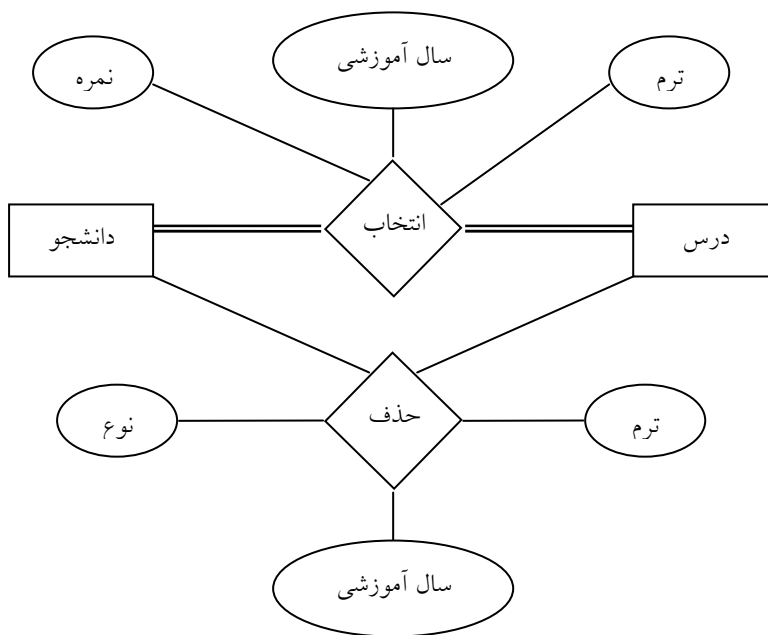 نمره
سال آموزشی
ترم
دانشجو
انتخاب
درس
نوع
حذف
ترم
سال آموزشی